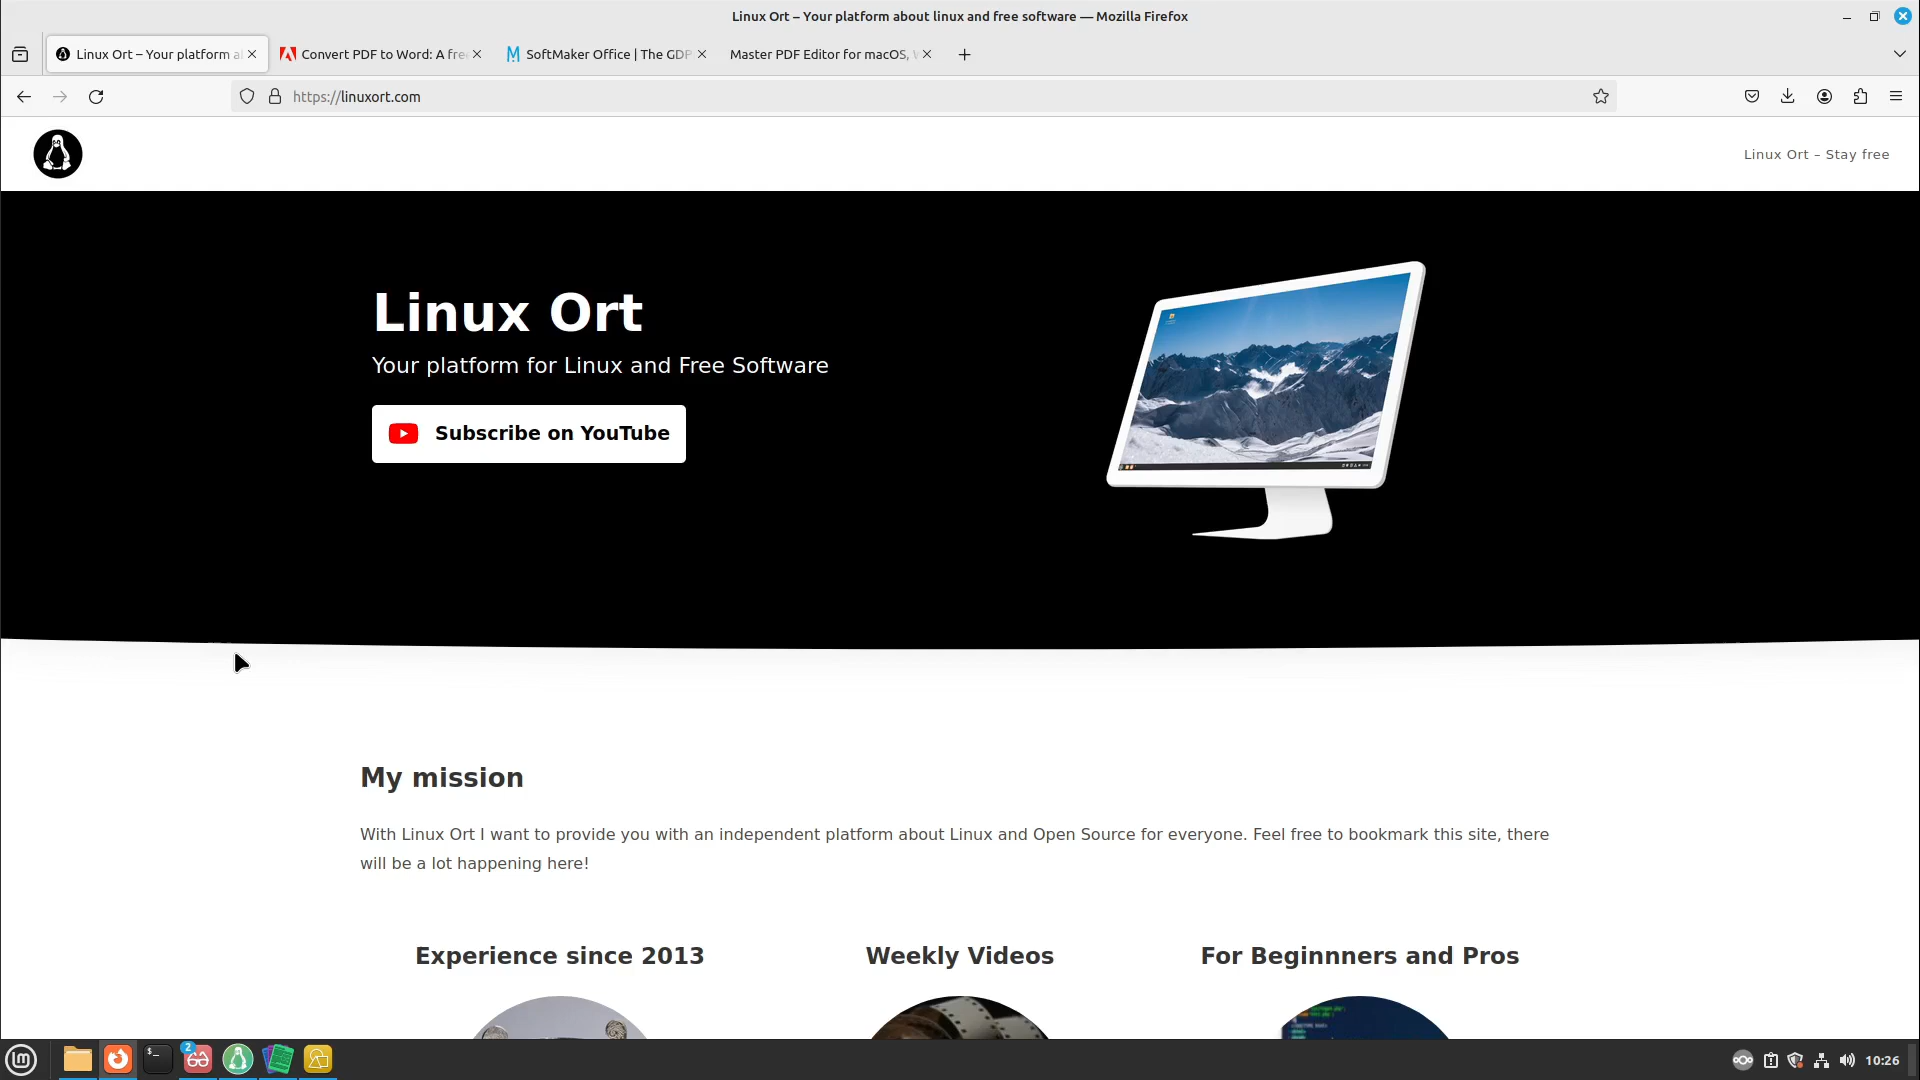 Linux Ort – Your platform about linux and free software — Mozilla Firefox
Linux Ort – Your platform a
Convert PDF to Word: A fre
SoftMaker Office | The GDP
Master PDF Editor for macOS,
https://linuxort.com
Linux Ort – Stay free
Linux Ort
Your platform for Linux and Free Software
Subscribe on YouTube
My mission
With Linux Ort I want to provide you with an independent platform about Linux and Open Source for everyone. Feel free to bookmark this site, there
will be a lot happening here!
Experience since 2013
Weekly Videos
For Beginnners and Pros
2
10:26